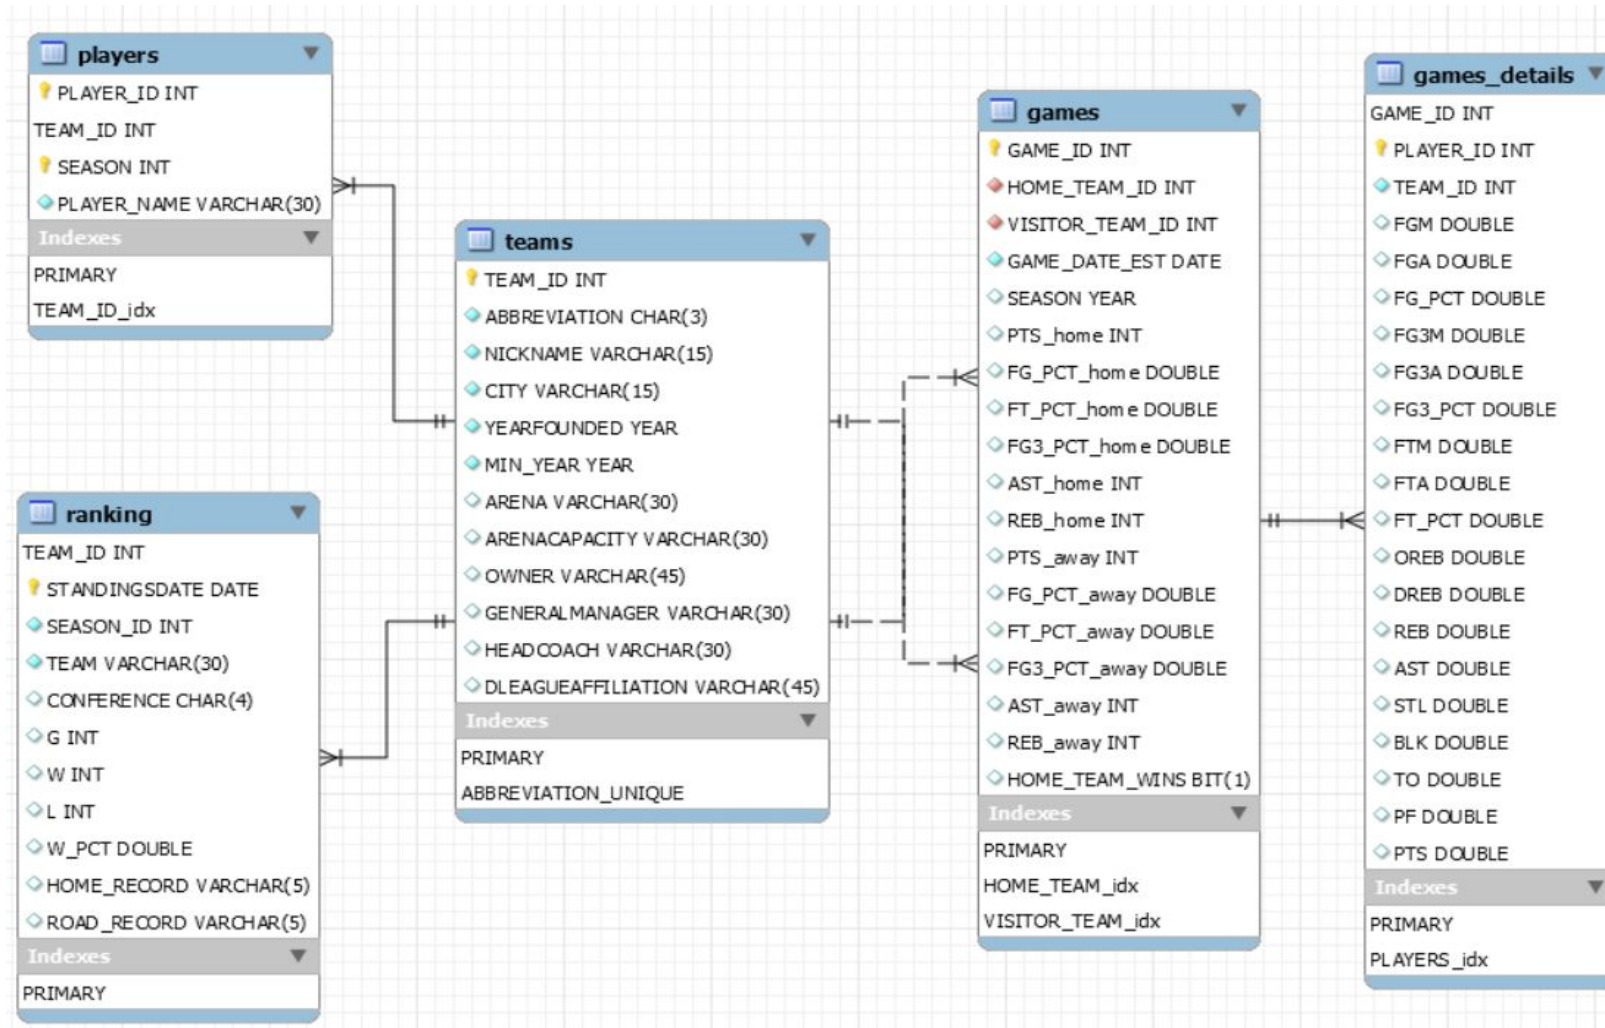 players
PLAYER_ID INT
TEAM_ID INT
SEASON INT
PLAYER_NAME VARCHAR(30)
Indexes
PRIMARY
TEAM_ID_idx
ranking
TEAM_ID INT
STANDINGSDATE DATE
SEASON_ID INT
TEAM VARCHAR(30)
CONFERENCE CHAR(4)
G INT
W INT
L INT
W_PCT DOUBLE
HOME_RECORD VARCHAR(5)
ROAD_RECORD VARCHAR(5)
Indexes
PRIMARY
teams
TEAM_ID INT
ABBREVIATION CHAR(3)
NICKNAME VARCHAR(15)
CITY VARCHAR(15)
YEARFOUNDED YEAR
MIN_YEAR YEAR
ARENA VARCHAR(30)
ARENACAPACITY VARCHAR(30)
OWNER VARCHAR(45)
GENERALMANAGER VARCHAR(30)
HEADCOACH VARCHAR(30)
DLEAGUEAFFILIATION VARCHAR(45)
Indexes
PRIMARY
ABBREVIATION_UNIQUE
games
GAME_ID INT
HOME_TEAM_ID INT
VISITOR_TEAM_ID INT
GAME_DATE_EST DATE
SEASON YEAR
PTS_home INT
FG_PCT_home DOUBLE
FT_PCT_home DOUBLE
FG3_PCT_home DOUBLE
AST_home INT
REB_home INT
PTS_away INT
FG_PCT_away DOUBLE
FT_PCT_away DOUBLE
FG3_PCT_away DOUBLE
AST_away INT
REB_away INT
HOME_TEAM_WINS BIT(1)
Indexes
PRIMARY
HOME_TEAM_idx
VISITOR_TEAM_idx
games_details
GAME_ID INT
PLAYER_ID INT
TEAM_ID INT
FGM DOUBLE
FGA DOUBLE
FG_PCT DOUBLE
FG3M DOUBLE
FG3A DOUBLE
FG3_PCT DOUBLE
FTM DOUBLE
FTA DOUBLE
FT_PCT DOUBLE
OREB DOUBLE
DREB DOUBLE
REB DOUBLE
AST DOUBLE
STL DOUBLE
BLK DOUBLE
TO DOUBLE
PF DOUBLE
PTS DOUBLE
Indexes
PRIMARY
PLAYERS_idx